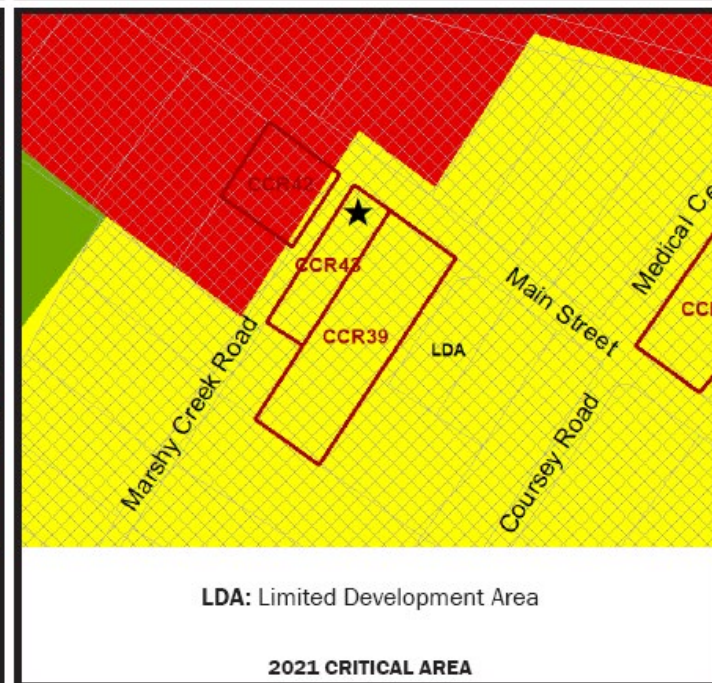 Medical Ce
CCR42
CCR43
Main Street
CCR39
CCI
LDA
Marshy Creek Road
Coursey Road
LDA: Limited Development Area
2021 CRITICAL AREA